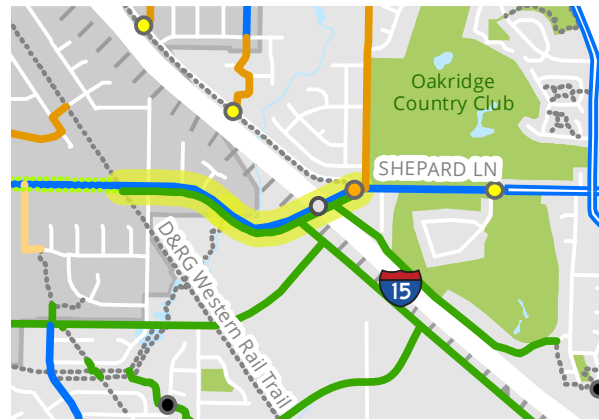 Oakridge
Country Club
SHEPARD LN
D&RG Western Rail Trail
15